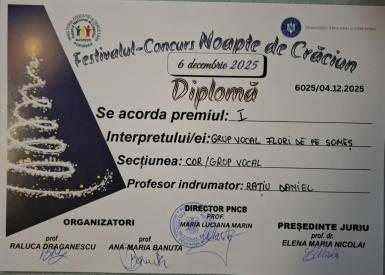 Festivalul-Concurs Noapte de Crăciun
6 decembrie 2025
Diplomă
6025/04.12.2025
Se acorda premiul: I
Interpretului/ei: GRUP VOCAL FLORI DE PE SOMEȘ
Secțiunea: COR/GRUP VOCAL
Profesor indrumator: RAȚIU DANIEL
ORGANIZATORI
prof.
RALUCA DRAGANESCU
prof.
ANA-MARIA BANUTA
DIRECTOR PNCB
PROF.
MARIA LUCIANA MARIN
PREȘEDINTE JURIU
prof. dr.
ELENA MARIA NICOLAI